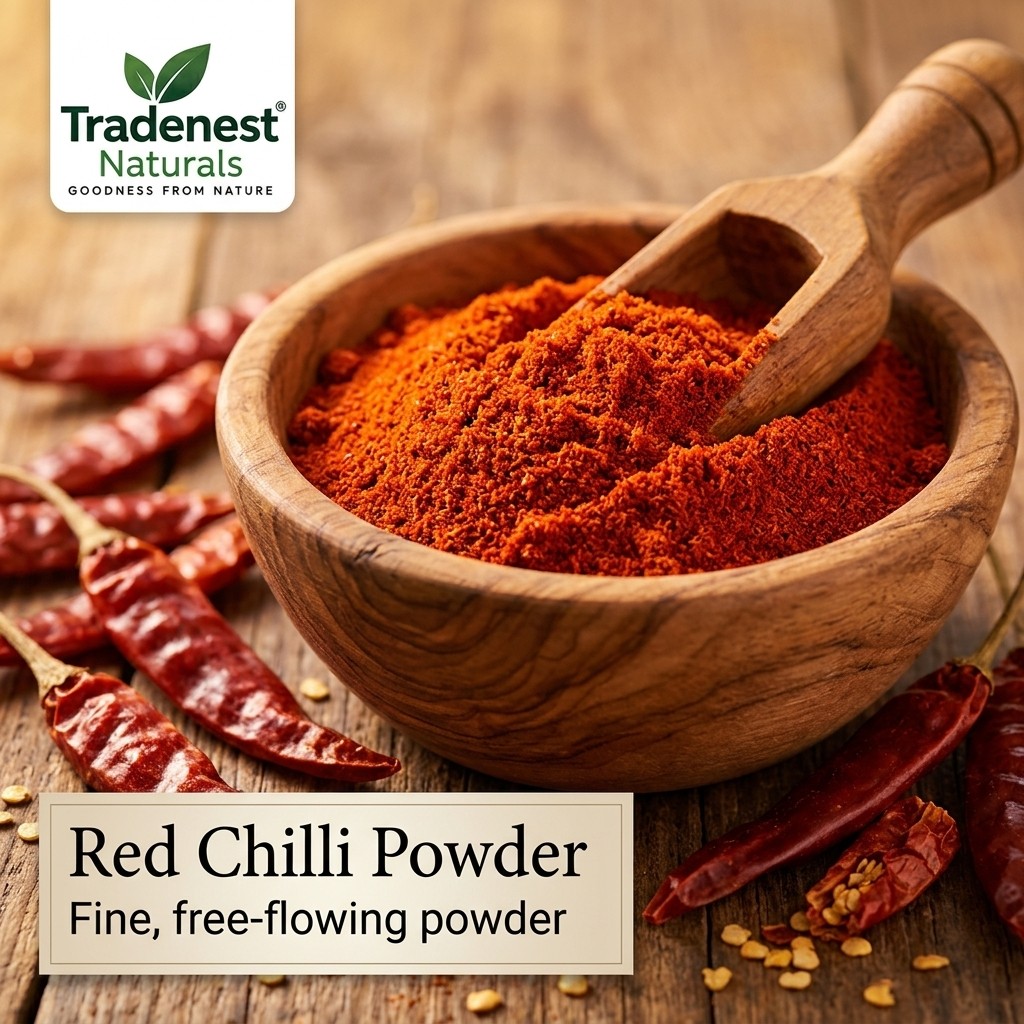 Tradenest®
Naturals
GOODNESS FROM NATURE
Red Chilli Powder
Fine, free-flowing powder